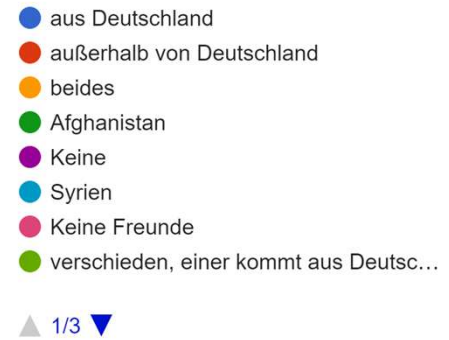 aus Deutschland
außerhalb von Deutschland
beides
Afghanistan
Keine
Syrien
Keine Freunde
verschieden, einer kommt aus Deutsc…
1/3